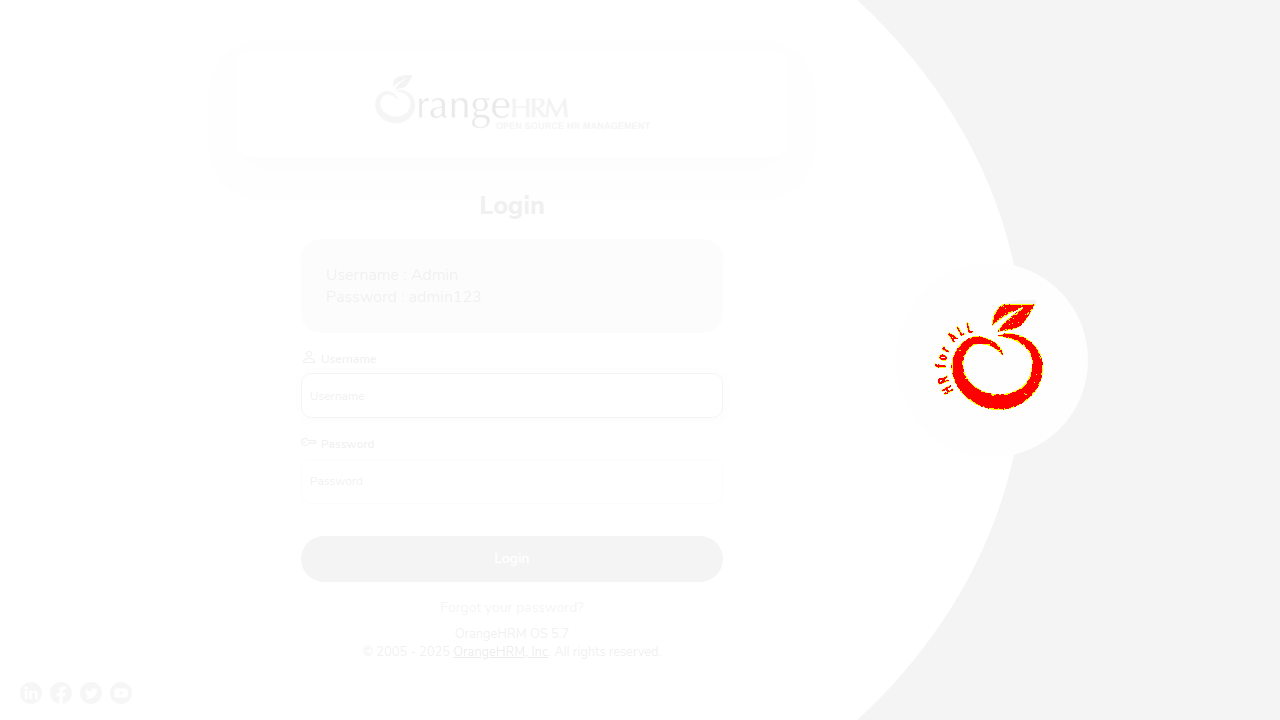 OrangeHRM
OPEN SOURCE HR MANAGEMENT
Login
Username : Admin
Password : admin123
Username
Username
Password
Password
Login
Forgot your password?
OrangeHRM OS 5.7
© 2005 - 2025 OrangeHRM, Inc. All rights reserved.
HR for ALL